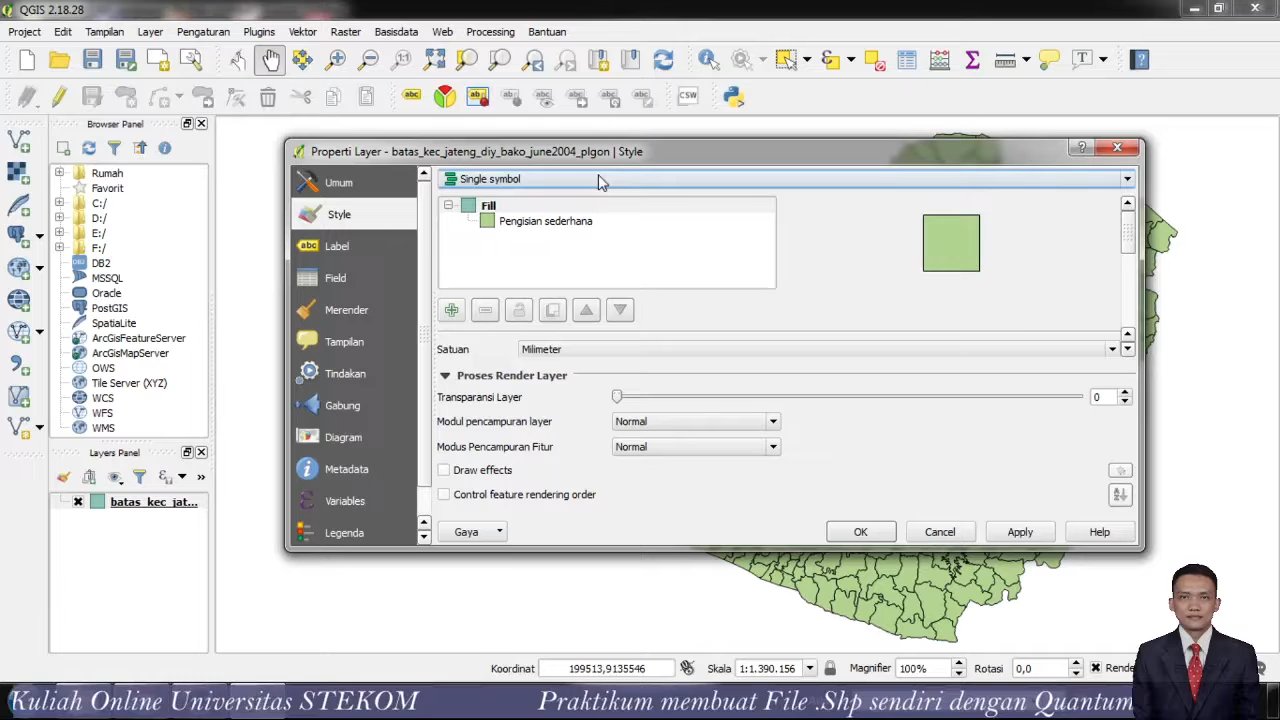 QGIS 2.18.28
Project Edit Tampilan Layer Pengaturan Plugins Vektor Raster Basisdata Web Processing Bantuan
Browser Panel
Rumah
Favorit
C:/
D:/
E:/
F:/
DB2
MSSQL
Oracle
PostGIS
SpatiaLite
ArcGisFeatureServer
ArcGisMapServer
OWS
Tile Server (XYZ)
WCS
WFS
WMS
Layers Panel
batas_kec_jat...
Properti Layer - batas_kec_jateng_diy_bako_june2004_plgon | Style
Umum
Style
Label
Field
Merender
Tampilan
Tindakan
Gabung
Diagram
Metadata
Variables
Legenda
Single symbol
Fill
Pengisian sederhana
Satuan Milimeter
Proses Render Layer
Transparansi Layer 0
Modul pencampuran layer Normal
Modus Pencampuran Fitur Normal
Draw effects
Control feature rendering order
Gaya OK Cancel Apply Help
Koordinat 199513,9135546 Skala 1:1.390.156 Magnifier 100% Rotasi 0,0 Rende
Kuliah Online Universitas STEKOM Praktikum membuat File .Shp sendiri dengan Quantum